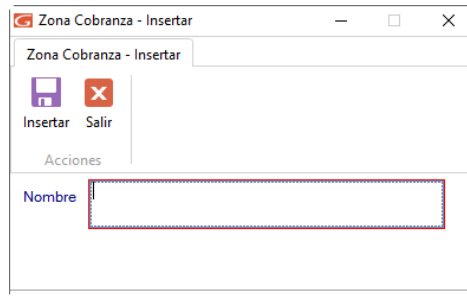 G Zona Cobranza - Insertar
Zona Cobranza - Insertar
Insertar Salir
Acciones
Nombre